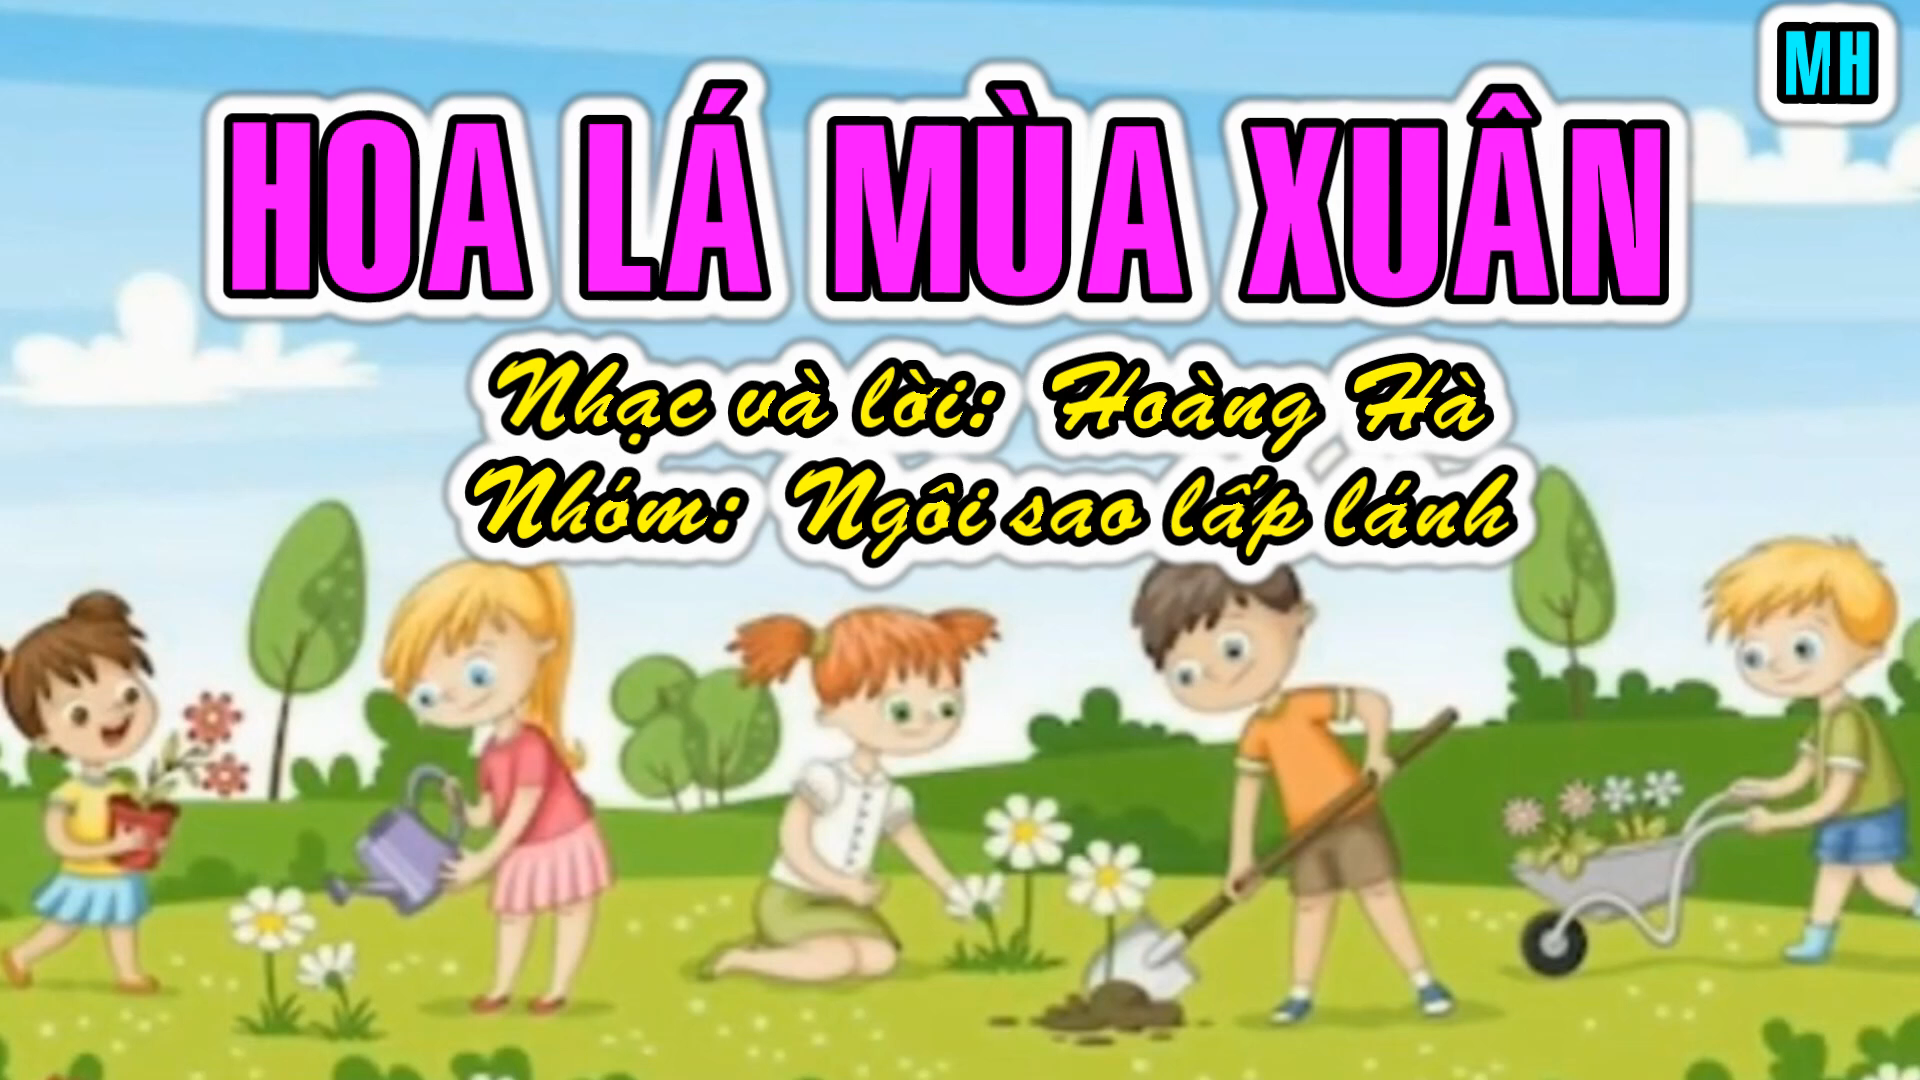 MH
HOA LÁ MÙA XUÂN
Nhạc và lời: Hoàng Hà
Nhóm: Ngôi sao lấp lánh